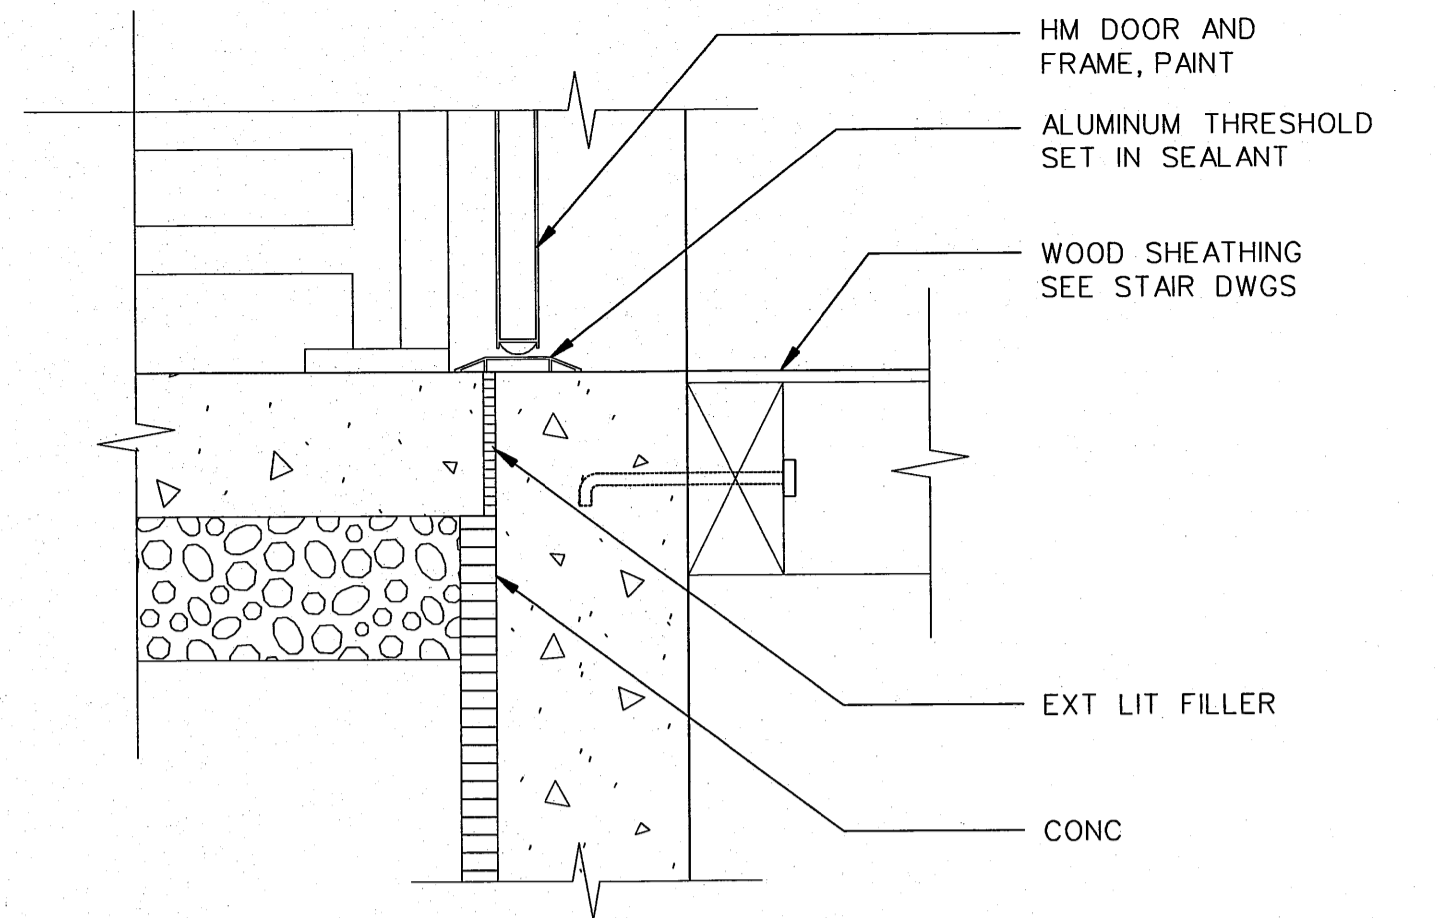 HM DOOR AND
FRAME, PAINT
ALUMINUM THRESHOLD
SET IN SEALANT
WOOD SHEATHING
SEE STAIR DWGS
EXT LIT FILLER
CONC